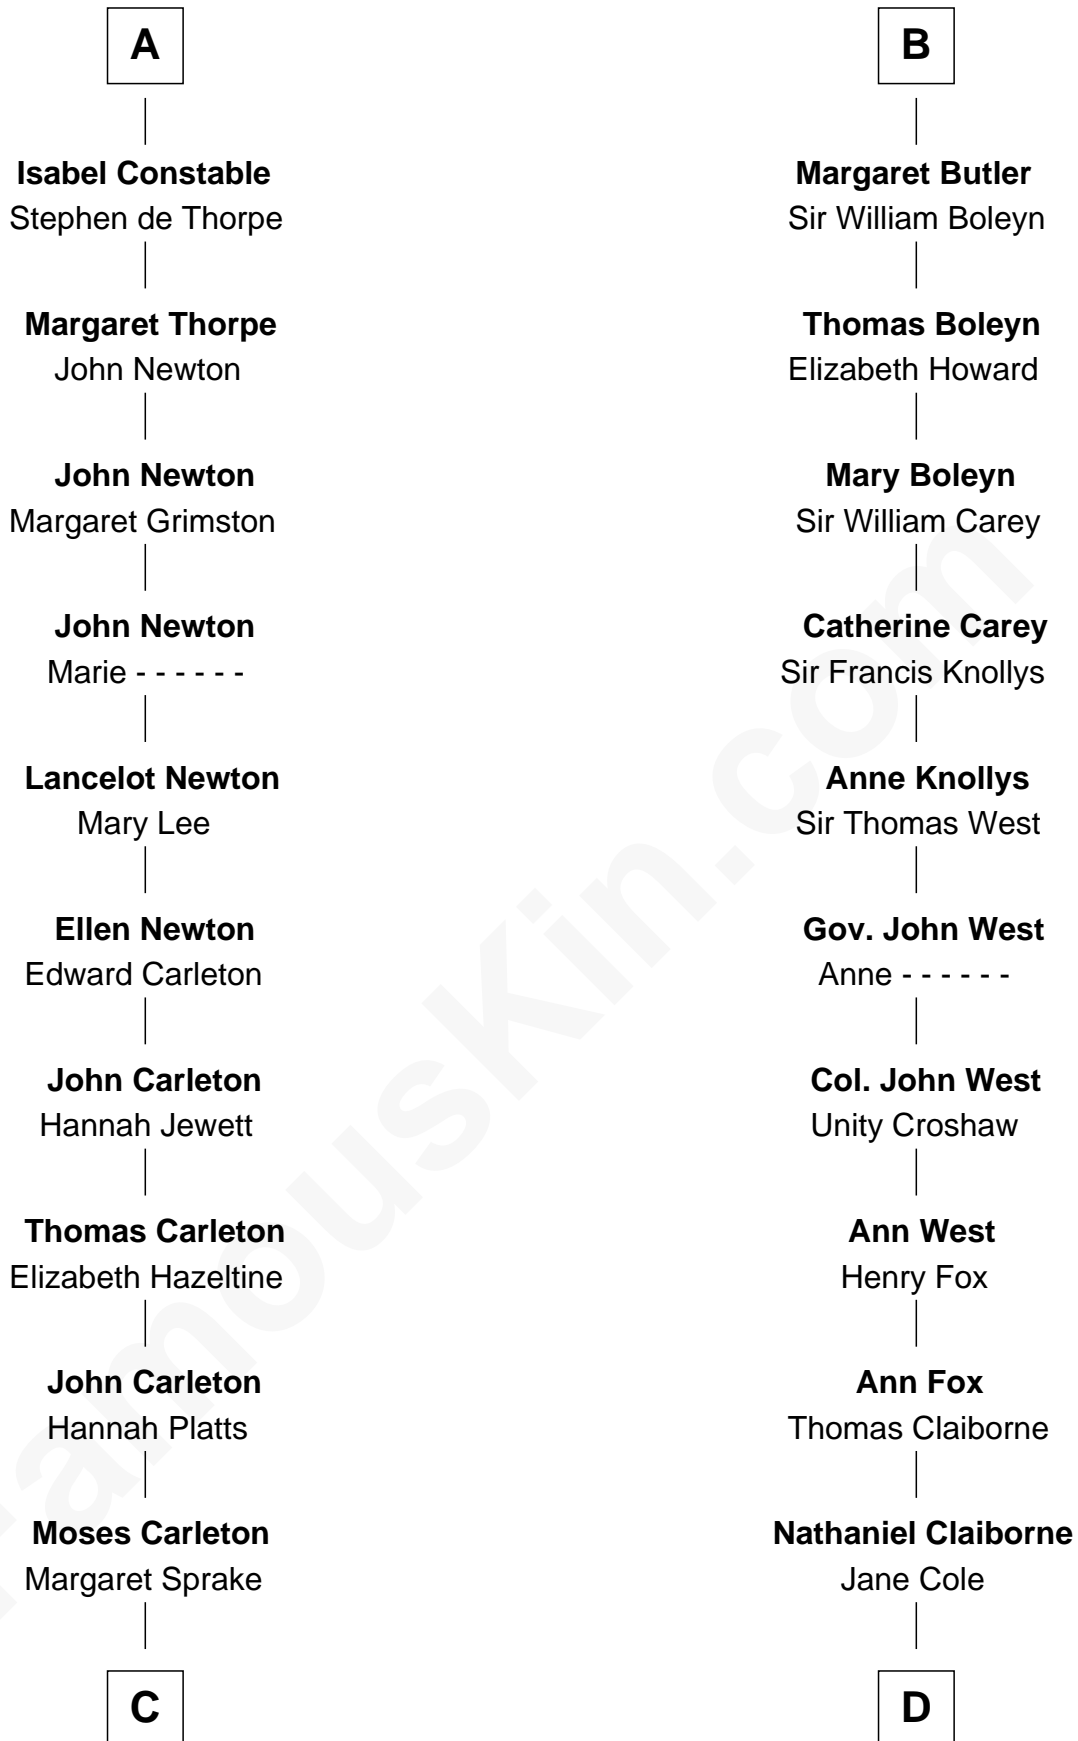 A
Isabel Constable
Stephen de Thorpe
Margaret Thorpe
John Newton
John Newton
Margaret Grimston
John Newton
Marie - - - - - -
Lancelot Newton
Mary Lee
Ellen Newton
Edward Carleton
John Carleton
Hannah Jewett
Thomas Carleton
Elizabeth Hazeltine
John Carleton
Hannah Platts
Moses Carleton
Margaret Sprake
C
B
Margaret Butler
Sir William Boleyn
Thomas Boleyn
Elizabeth Howard
Mary Boleyn
Sir William Carey
Catherine Carey
Sir Francis Knollys
Anne Knollys
Sir Thomas West
Gov. John West
Anne - - - - - -
Col. John West
Unity Croshaw
Ann West
Henry Fox
Ann Fox
Thomas Claiborne
Nathaniel Claiborne
Jane Cole
D
FamousKin.com